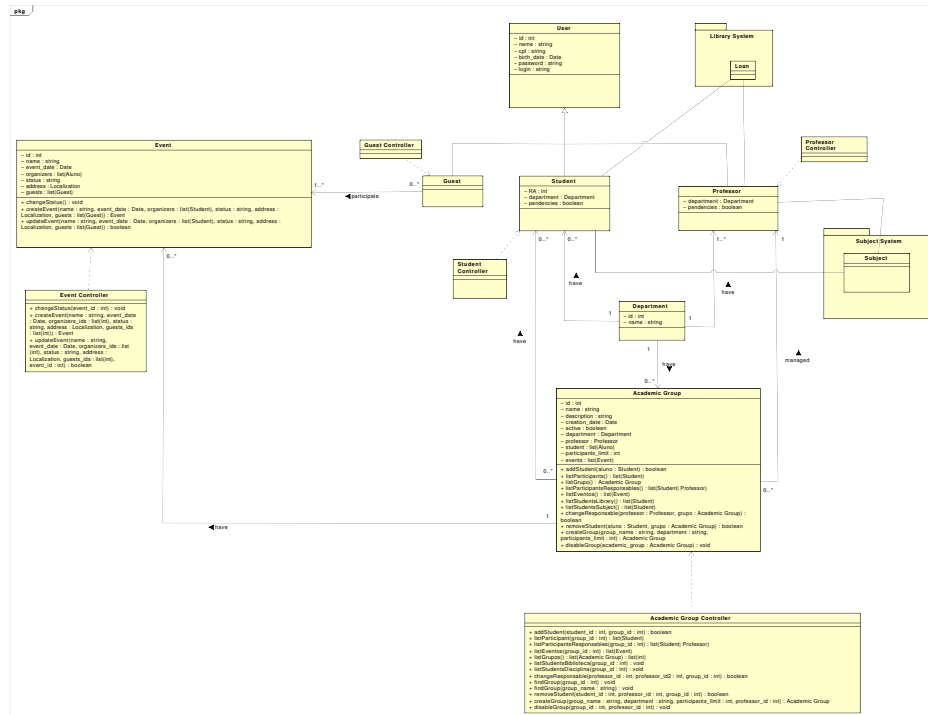 pkg
User
– id : int
– name : string
– cpf : string
– birth_date : Date
– password : string
– login : string
Library System
Loan
Event
– id : int
– name : string
– event_date : Date
– organizers : list(Aluno)
– status : string
– address : Localization
– guests : list(Guest)
+ changeStatus() : void
+ createEvent(name : string, event_date : Date, organizers : list(Student), status : string, address :
Localization, guests : list(Guest)) : Event
+ updateEvent(name : string, event_date : Date, organizers : list(Student), status : string, address :
Localization, guests : list(Guest)) : boolean
1..*
participate
0..*
Guest Controller
Guest
Student
– RA : int
– department : Department
– pendencies : boolean
Professor
Controller
Professor
– department : Department
– pendencies : boolean
Subject System
Subject
0..*
0..*
0..*
1..*
1
Student
Controller
have
have
Event Controller
+ changeStatus(event_id : int) : void
+ createEvent(name : string, event_date
: Date, organizers_ids : list(int), status :
string, address : Localization, guests_ids
: list(int)) : Event
+ updateEvent(name : string,
event_date : Date, organizers_ids : list
(int), status : string, address :
Localization, guests_ids : list(int),
event_id : int) : boolean
Department
– id : int
– name : string
1
1
1
have
have
managed
0..*
Academic Group
– id : int
– name : string
– description : string
– creation_date : Date
– active : boolean
– department : Department
– professor : Professor
– student : list(Aluno)
– participants_limit : int
– events : list(Event)
+ addStudent(aluno : Student) : boolean
+ listParticipants() : list(Student)
+ listGrupo() : Academic Group
+ listParticipantsResponsables() : list(Student| Professor)
+ listEventos() : list(Event)
+ listStudentsLibrary() : list(Student)
+ listStudentsSubject() : list(Student)
+ changeResponsable(professor : Professor, grupo : Academic Group) :
boolean
+ removeStudent(aluno : Student, grupo : Academic Group) : boolean
+ createGroup(group_name : string, department : string,
participants_limit : int) : Academic Group
+ disableGroup(academic_group : Academic Group) : void
0..*
0..*
1
have
Academic Group Controller
+ addStudent(student_id : int, group_id : int) : boolean
+ listParticipant(group_id : int) : list(Student)
+ listParticipantsResponsables(group_id : int) : list(Student| Professor)
+ listEventos(group_id : int) : list(Event)
+ listGrupos() : list(Academic Group) : list(int)
+ listStudentsBiblioteca(group_id : int) : void
+ listStudentsDisciplina(group_id : int) : void
+ changeResponsable(professor_id : int, professor_id2 : int, group_id : int) : boolean
+ findGroup(group_id : int) : void
+ findGroup(group_name : string) : void
+ removeStudent(student_id : int, professor_id : int, group_id : int) : boolean
+ createGroup(group_name : string, department : string, participants_limit : int, professor_id : int) : Academic Group
+ disableGroup(group_id : int, professor_id : int) : void